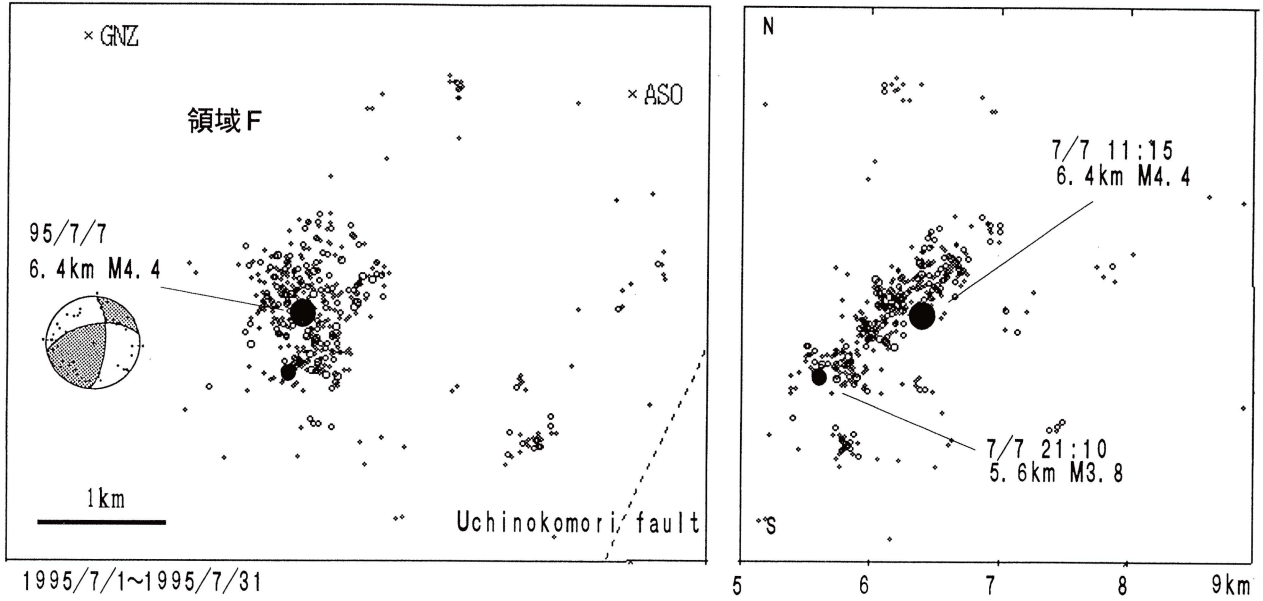 × GNZ
× ASO
領域F
95/7/7
6.4km M4.4
1km
Uchinokomori fault
1995/7/1~1995/7/31
N
7/7 11:15
6.4km M4.4
7/7 21:10
5.6km M3.8
S
5 6 7 8 9km